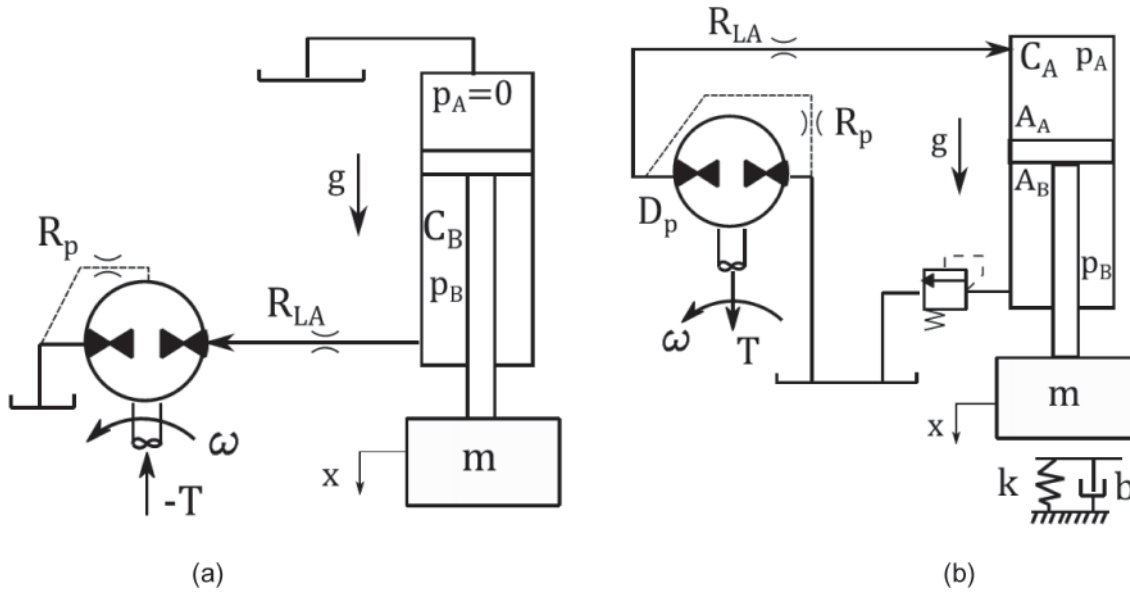 p_A=0
g
R_p
C_B
p_B
R_LA
ω
-T
x
m
(a)
R_LA
C_A p_A
A_A
R_p
g
A_B
D_p
p_B
ω
T
m
x
k
b
(b)